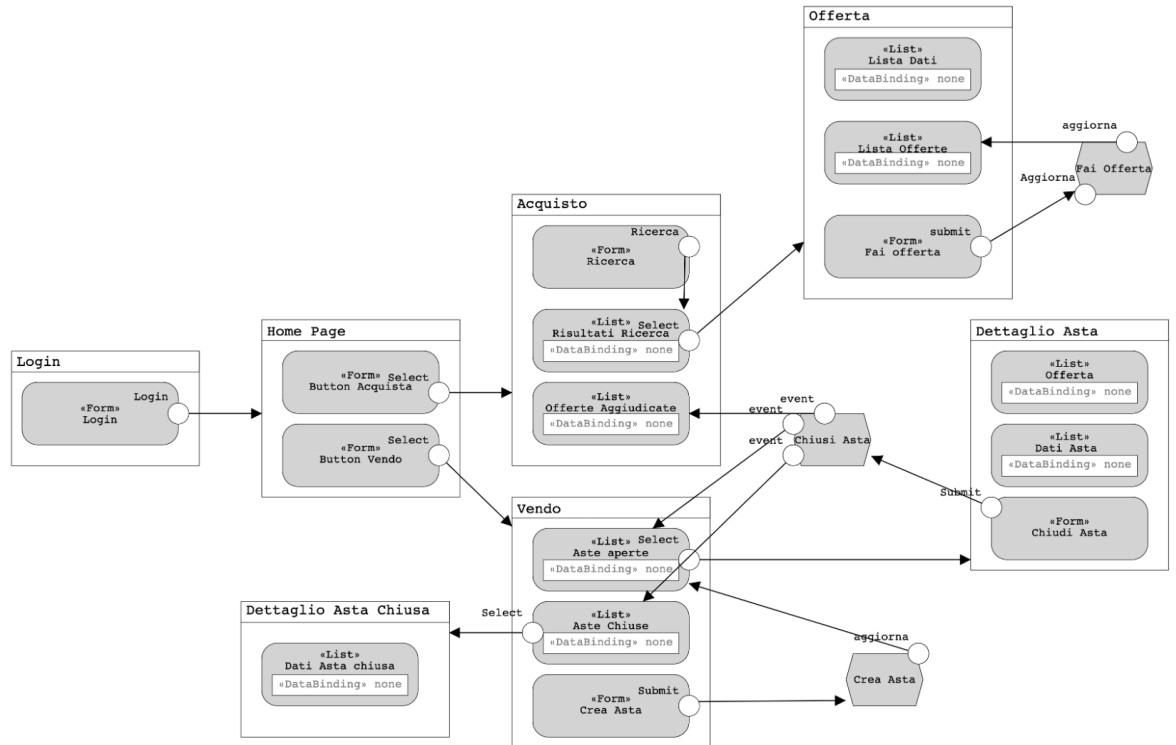 Offerta
«List»
Lista Dati
«DataBinding» none
«List»
Lista Offerte
«DataBinding» none
submit
«Form»
Fai offerta
aggiorna
Fai Offerta
Aggiorna
Acquisto
Ricerca
«Form»
Ricerca
«List»
Select
Risultati Ricerca
«DataBinding» none
«List»
Offerte Aggiudicate
«DataBinding» none
Home Page
«Form»
Select
Button Acquista
«Form»
Select
Button Vendo
Login
Login
«Form»
Login
event
event
event
Chiusi Asta
Dettaglio Asta
«List»
Offerta
«DataBinding» none
«List»
Dati Asta
«DataBinding» none
Submit
«Form»
Chiudi Asta
Vendo
«List»
Select
Aste aperte
«DataBinding» none
Select
«List»
Aste Chiuse
«DataBinding» none
Submit
«Form»
Crea Asta
aggiorna
Crea Asta
Dettaglio Asta Chiusa
«List»
Dati Asta chiusa
«DataBinding» none